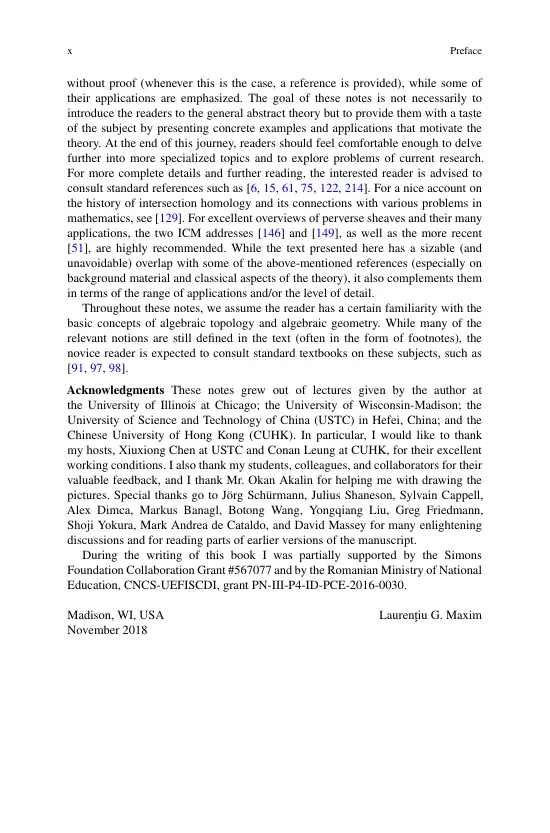 x Preface
without proof (whenever this is the case, a reference is provided), while some of
their applications are emphasized. The goal of these notes is not necessarily to
introduce the readers to the general abstract theory but to provide them with a taste
of the subject by presenting concrete examples and applications that motivate the
theory. At the end of this journey, readers should feel comfortable enough to delve
further into more specialized topics and to explore problems of current research.
For more complete details and further reading, the interested reader is advised to
consult standard references such as [6, 15, 61, 75, 122, 214]. For a nice account on
the history of intersection homology and its connections with various problems in
mathematics, see [129]. For excellent overviews of perverse sheaves and their many
applications, the two ICM addresses [146] and [149], as well as the more recent
[51], are highly recommended. While the text presented here has a sizable (and
unavoidable) overlap with some of the above-mentioned references (especially on
background material and classical aspects of the theory), it also complements them
in terms of the range of applications and/or the level of detail.
Throughout these notes, we assume the reader has a certain familiarity with the
basic concepts of algebraic topology and algebraic geometry. While many of the
relevant notions are still defined in the text (often in the form of footnotes), the
novice reader is expected to consult standard textbooks on these subjects, such as
[91, 97, 98].
Acknowledgments These notes grew out of lectures given by the author at
the University of Illinois at Chicago; the University of Wisconsin-Madison; the
University of Science and Technology of China (USTC) in Hefei, China; and the
Chinese University of Hong Kong (CUHK). In particular, I would like to thank
my hosts, Xiuxiong Chen at USTC and Conan Leung at CUHK, for their excellent
working conditions. I also thank my students, colleagues, and collaborators for their
valuable feedback, and I thank Mr. Okan Akalin for helping me with drawing the
pictures. Special thanks go to Jörg Schürmann, Julius Shaneson, Sylvain Cappell,
Alex Dimca, Markus Banagl, Botong Wang, Yongqiang Liu, Greg Friedmann,
Shoji Yokura, Mark Andrea de Cataldo, and David Massey for many enlightening
discussions and for reading parts of earlier versions of the manuscript.
During the writing of this book I was partially supported by the Simons
Foundation Collaboration Grant #567077 and by the Romanian Ministry of National
Education, CNCS-UEFISCDI, grant PN-III-P4-ID-PCE-2016-0030.
Madison, WI, USA Laurenţiu G. Maxim
November 2018